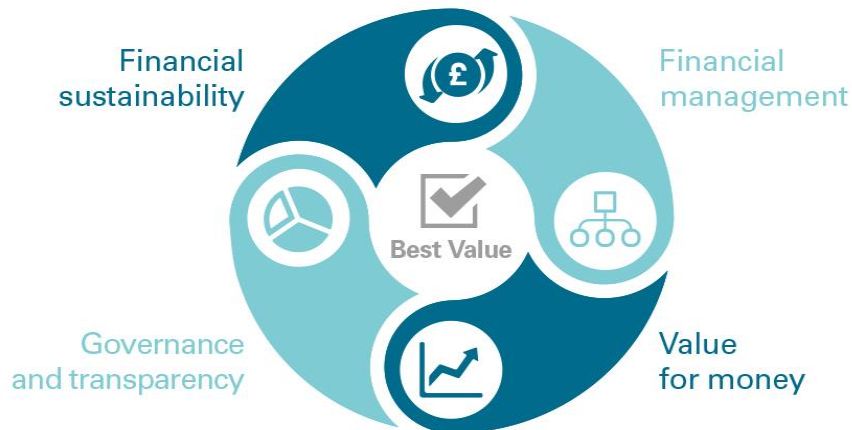 Financial
sustainability
Financial
management
£
Best Value
Governance
and transparency
Value
for money